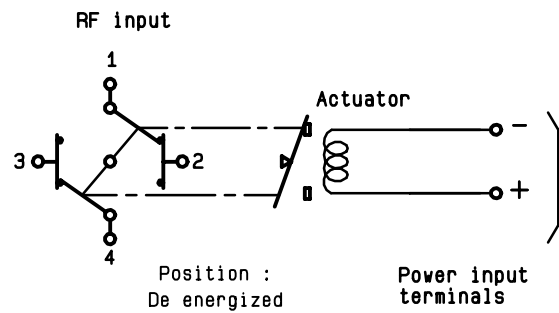 RF input
1
Actuator
−
3
2
+
4
Position :
De energized
Power input
terminals